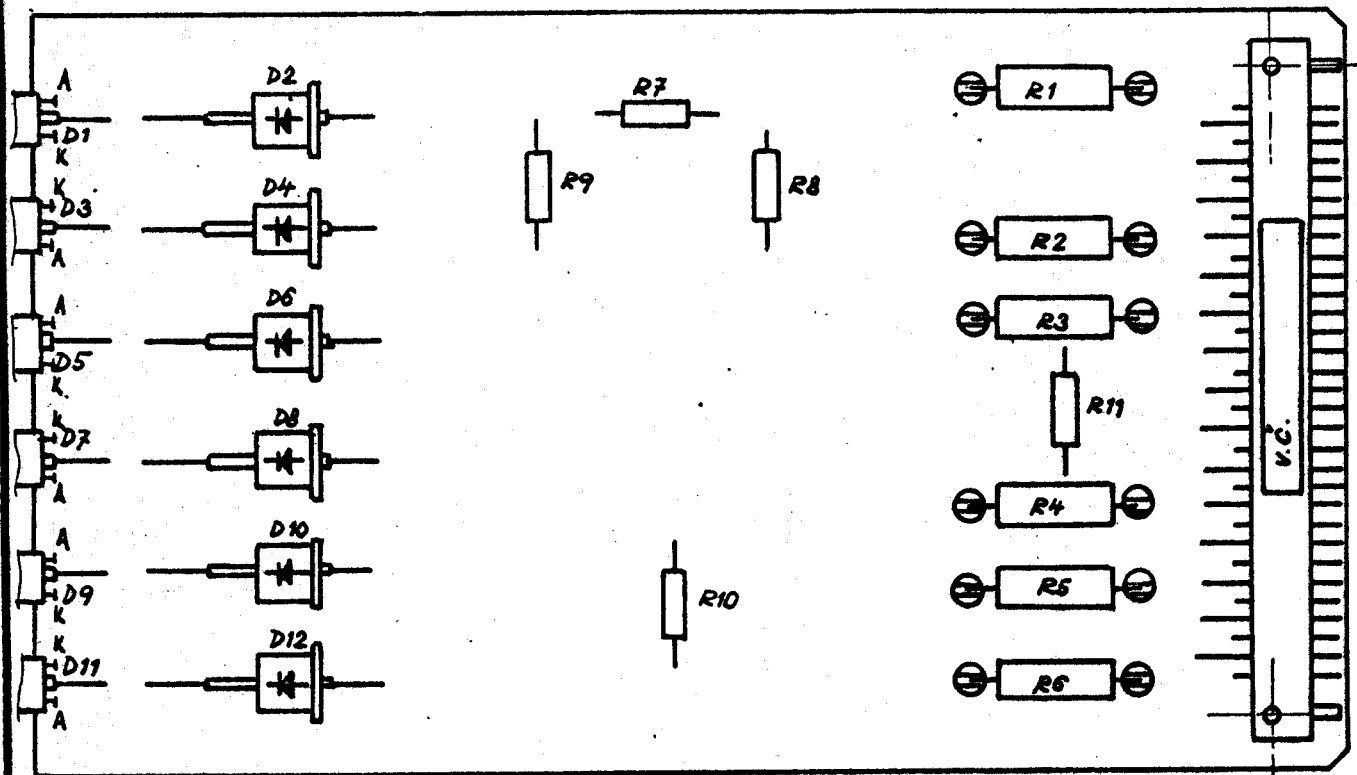 A
D1
K
K
D3
A
A
D5
K
K
D7
A
A
D9
K
K
D11
A
D2
D4
D6
D8
D10
D12
R7
R9
R8
R10
R1
R2
R3
R11
R4
R5
R6
V.Č.